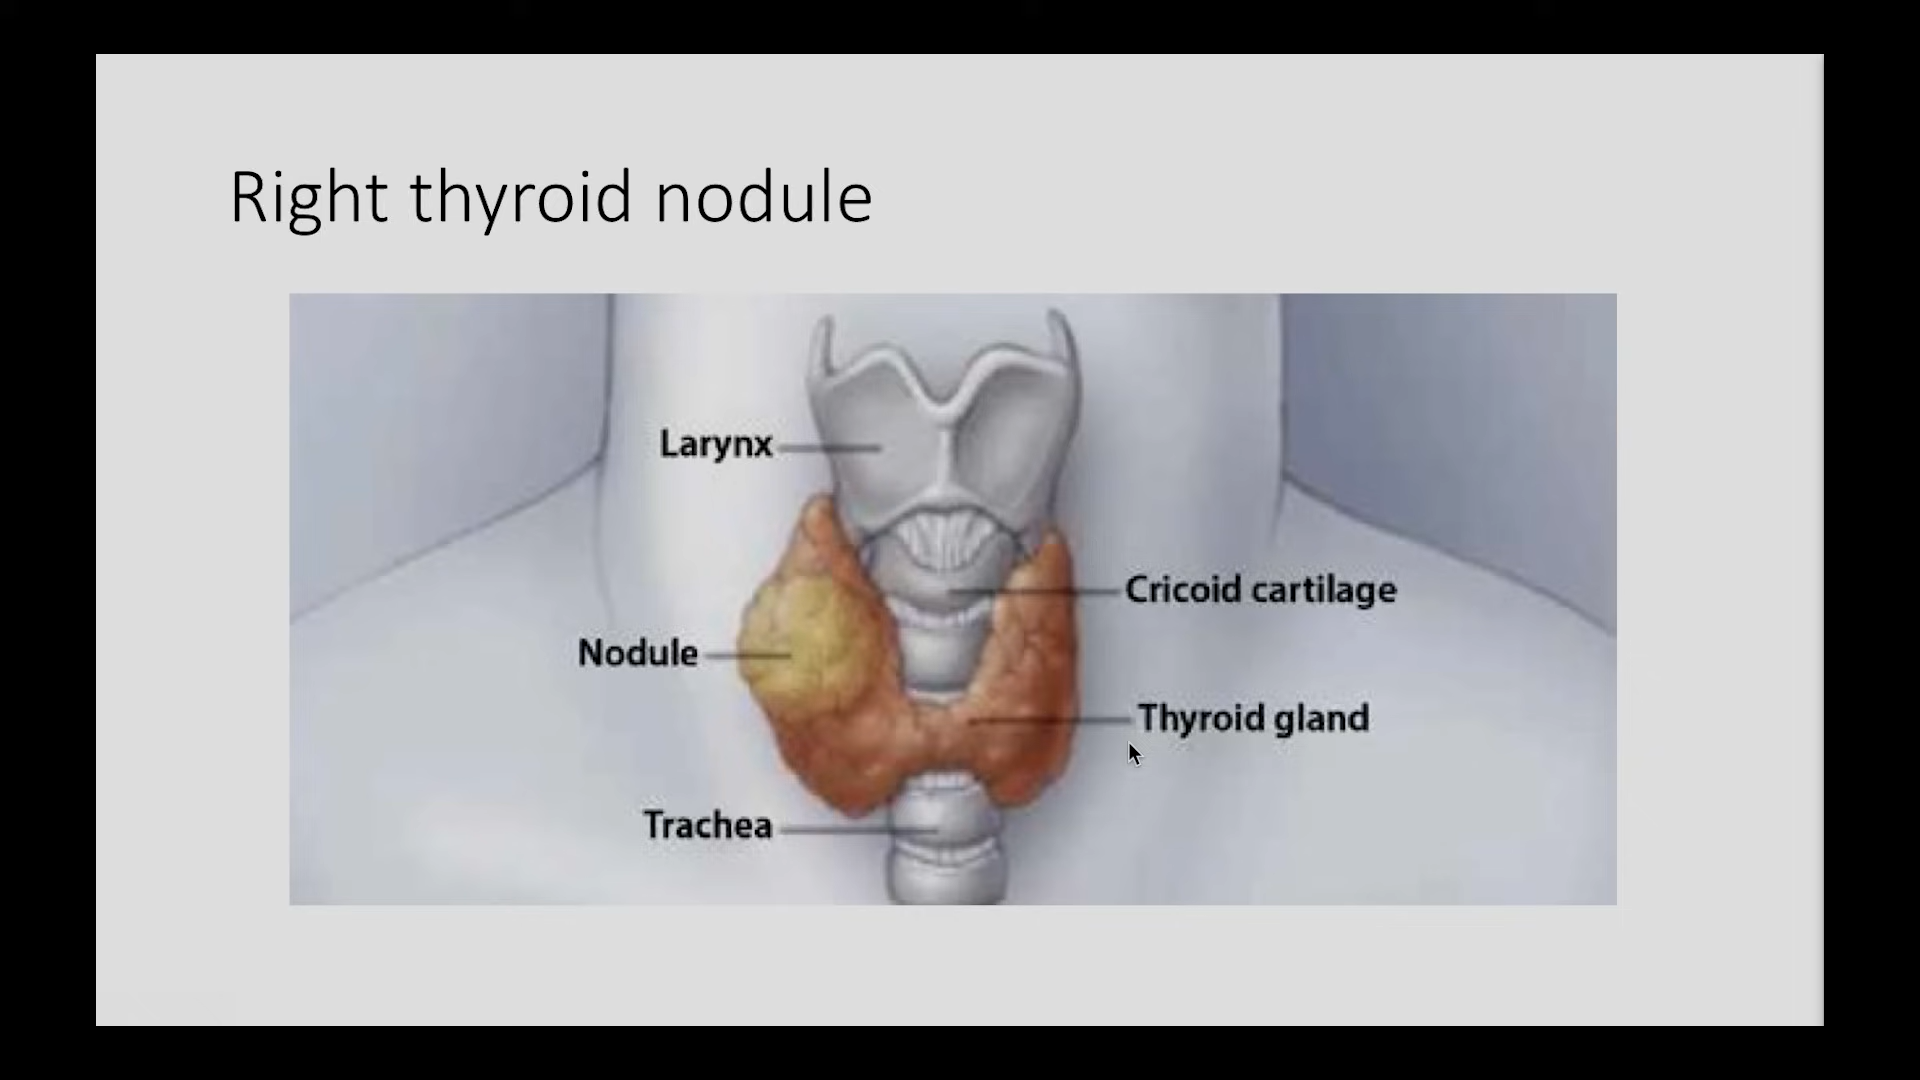 Right thyroid nodule
Larynx
Cricoid cartilage
Nodule
Thyroid gland
Trachea